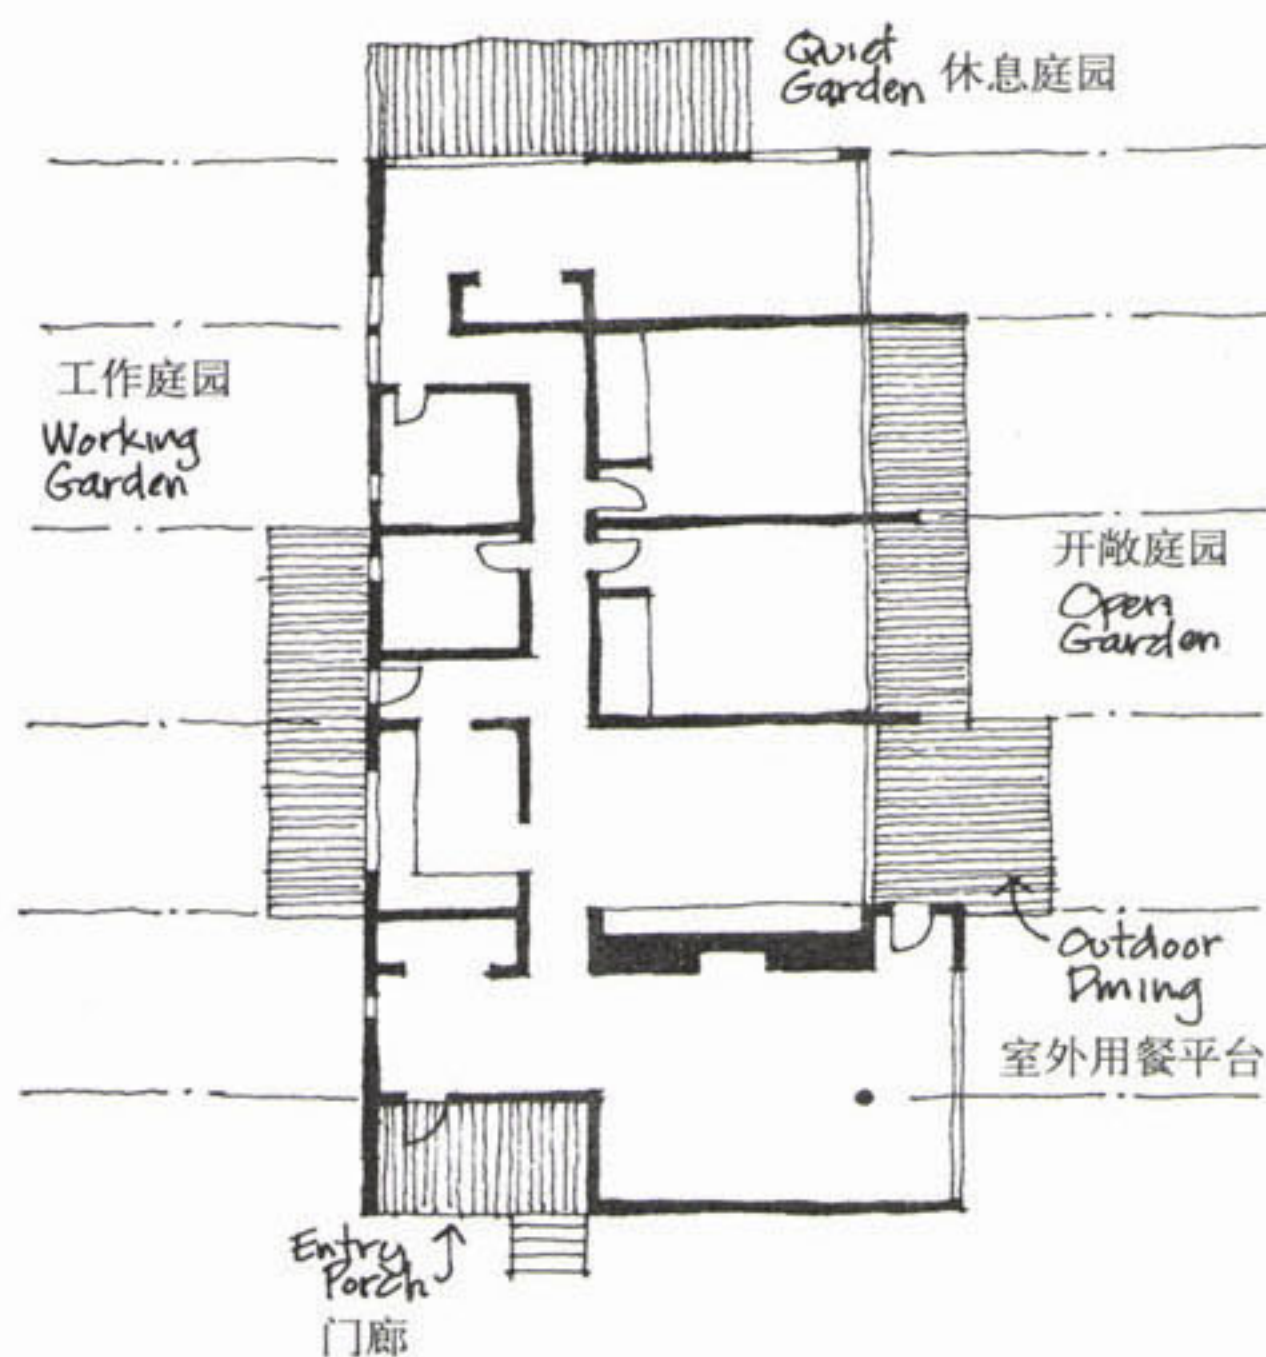 Quiet
Garden 休息庭园
工作庭园
Working
Garden
开敞庭园
Open
Garden
Outdoor
Dining
室外用餐平台
Entry
Porch
门廊